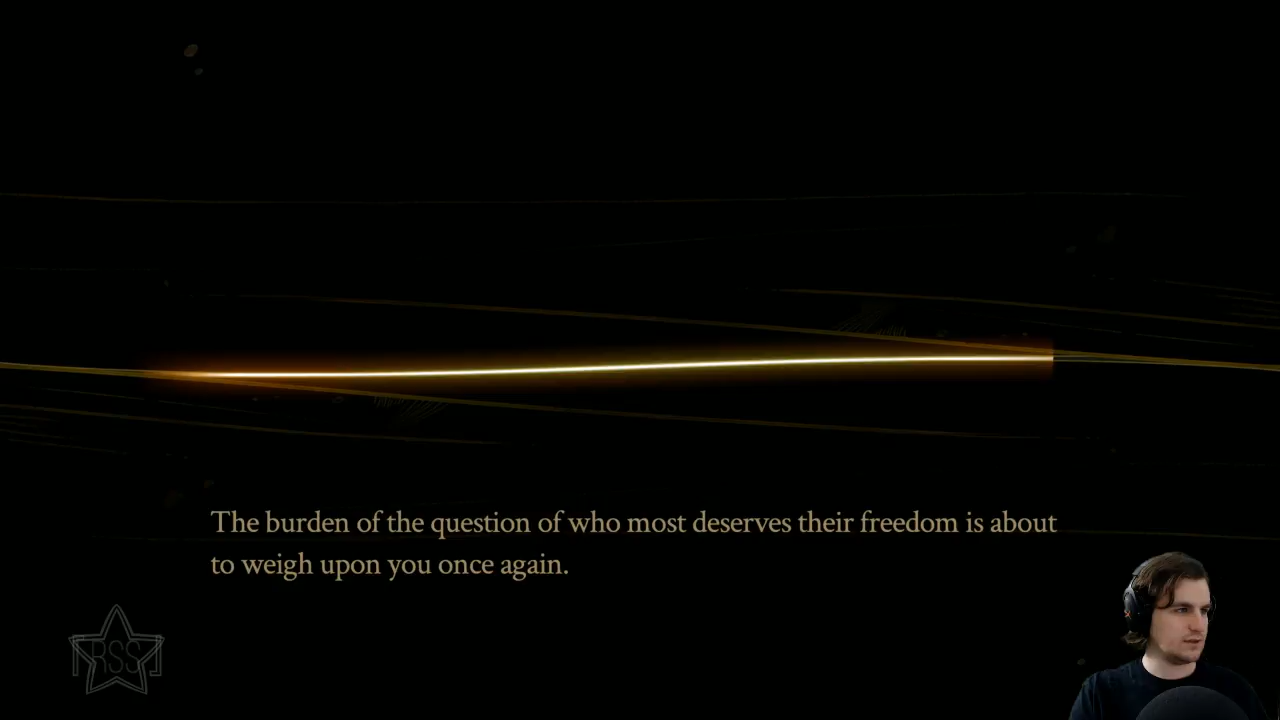 The burden of the question of who most deserves their freedom is about
to weigh upon you once again.
RSS